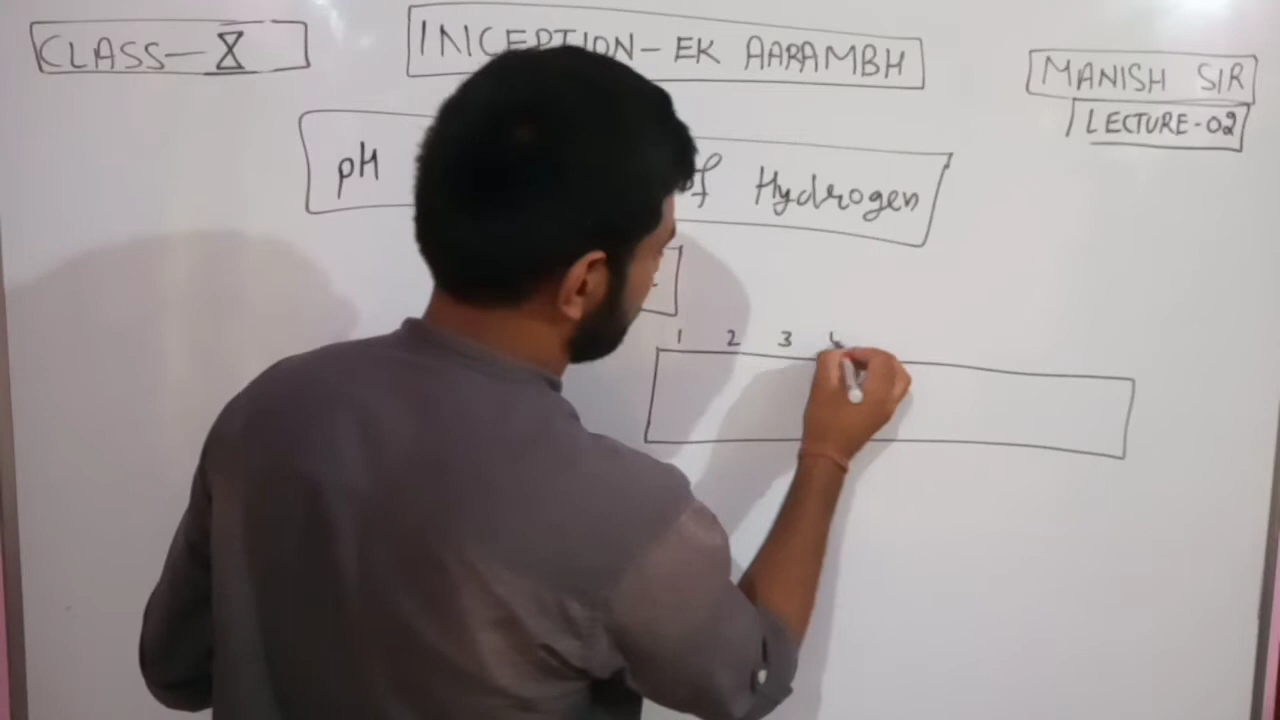 CLASS-X
INCEPTION-EK AARAMBH
MANISH SIR
LECTURE-02
pH of Hydrogen
1 2 3